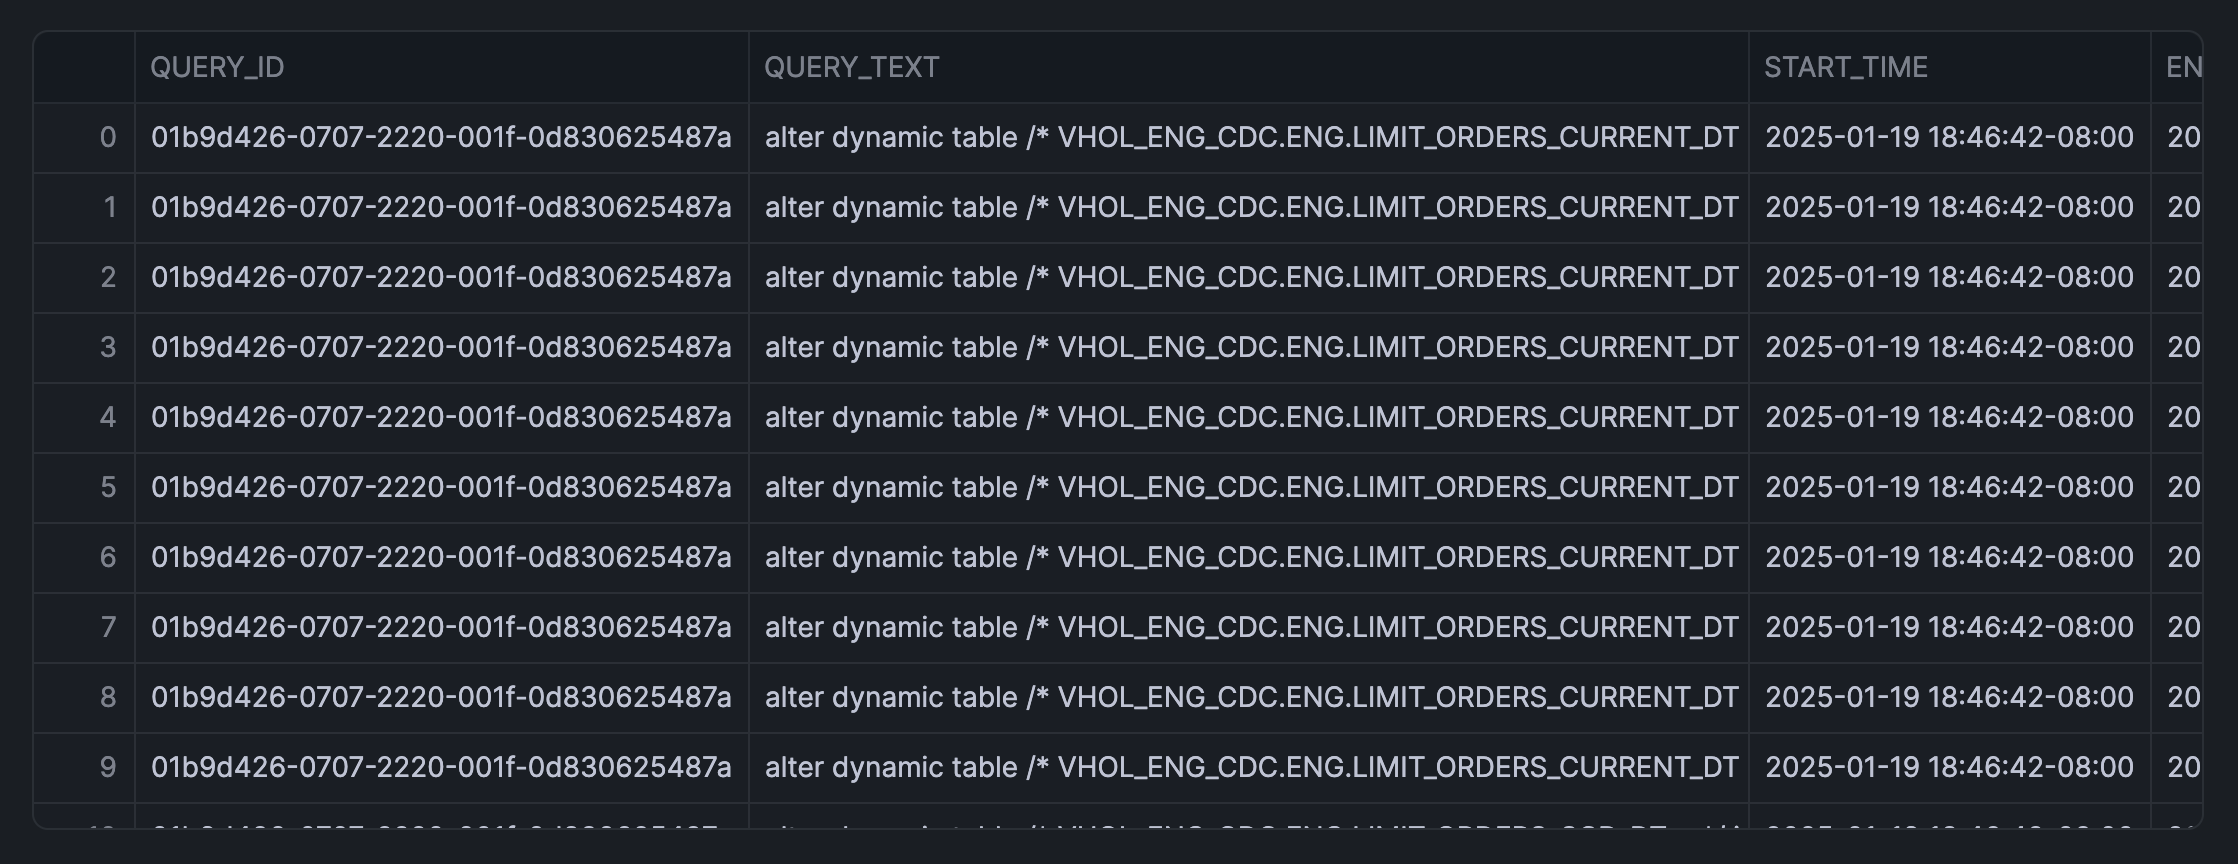 QUERY_ID QUERY_TEXT START_TIME EN
0 01b9d426-0707-2220-001f-0d830625487a alter dynamic table /* VHOL_ENG_CDC.ENG.LIMIT_ORDERS_CURRENT_DT 2025-01-19 18:46:42-08:00 20
1 01b9d426-0707-2220-001f-0d830625487a alter dynamic table /* VHOL_ENG_CDC.ENG.LIMIT_ORDERS_CURRENT_DT 2025-01-19 18:46:42-08:00 20
2 01b9d426-0707-2220-001f-0d830625487a alter dynamic table /* VHOL_ENG_CDC.ENG.LIMIT_ORDERS_CURRENT_DT 2025-01-19 18:46:42-08:00 20
3 01b9d426-0707-2220-001f-0d830625487a alter dynamic table /* VHOL_ENG_CDC.ENG.LIMIT_ORDERS_CURRENT_DT 2025-01-19 18:46:42-08:00 20
4 01b9d426-0707-2220-001f-0d830625487a alter dynamic table /* VHOL_ENG_CDC.ENG.LIMIT_ORDERS_CURRENT_DT 2025-01-19 18:46:42-08:00 20
5 01b9d426-0707-2220-001f-0d830625487a alter dynamic table /* VHOL_ENG_CDC.ENG.LIMIT_ORDERS_CURRENT_DT 2025-01-19 18:46:42-08:00 20
6 01b9d426-0707-2220-001f-0d830625487a alter dynamic table /* VHOL_ENG_CDC.ENG.LIMIT_ORDERS_CURRENT_DT 2025-01-19 18:46:42-08:00 20
7 01b9d426-0707-2220-001f-0d830625487a alter dynamic table /* VHOL_ENG_CDC.ENG.LIMIT_ORDERS_CURRENT_DT 2025-01-19 18:46:42-08:00 20
8 01b9d426-0707-2220-001f-0d830625487a alter dynamic table /* VHOL_ENG_CDC.ENG.LIMIT_ORDERS_CURRENT_DT 2025-01-19 18:46:42-08:00 20
9 01b9d426-0707-2220-001f-0d830625487a alter dynamic table /* VHOL_ENG_CDC.ENG.LIMIT_ORDERS_CURRENT_DT 2025-01-19 18:46:42-08:00 20